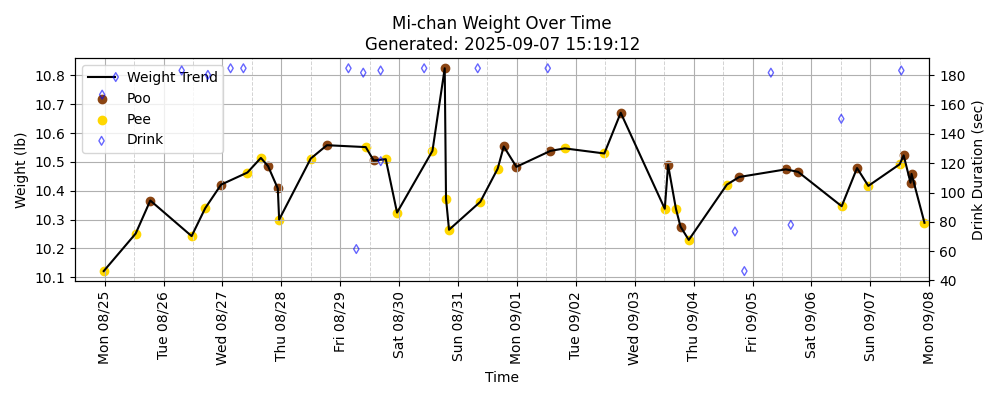 Mi-chan Weight Over Time
Generated: 2025-09-07 15:19:12
Weight (lb)
10.8
10.7
10.6
10.5
10.4
10.3
10.2
10.1
Weight Trend
Poo
Pee
Drink
180
160
140
120
100
80
60
40
Drink Duration (sec)
Mon 08/25
Tue 08/26
Wed 08/27
Thu 08/28
Fri 08/29
Sat 08/30
Sun 08/31
Mon 09/01
Tue 09/02
Wed 09/03
Thu 09/04
Fri 09/05
Sat 09/06
Sun 09/07
Mon 09/08
Time